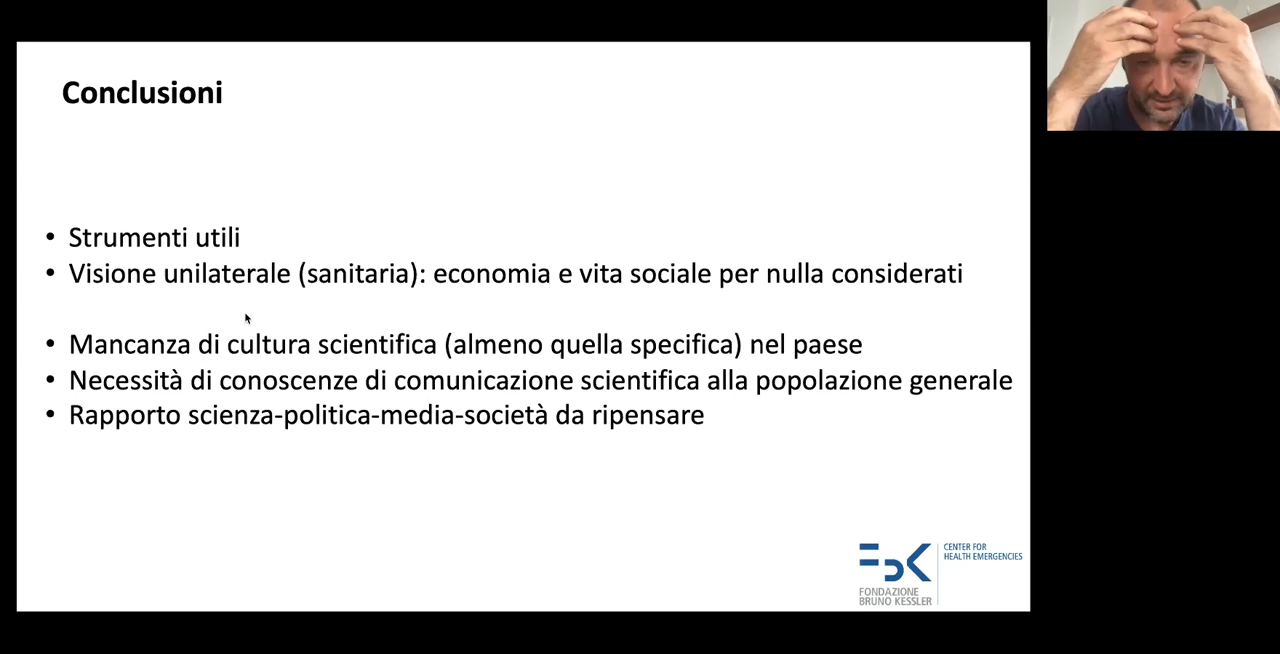 Conclusioni
• Strumenti utili
• Visione unilaterale (sanitaria): economia e vita sociale per nulla considerati
• Mancanza di cultura scientifica (almeno quella specifica) nel paese
• Necessità di conoscenze di comunicazione scientifica alla popolazione generale
• Rapporto scienza-politica-media-società da ripensare
FBK
FONDAZIONE
BRUNO KESSLER
CENTER FOR
HEALTH EMERGENCIES